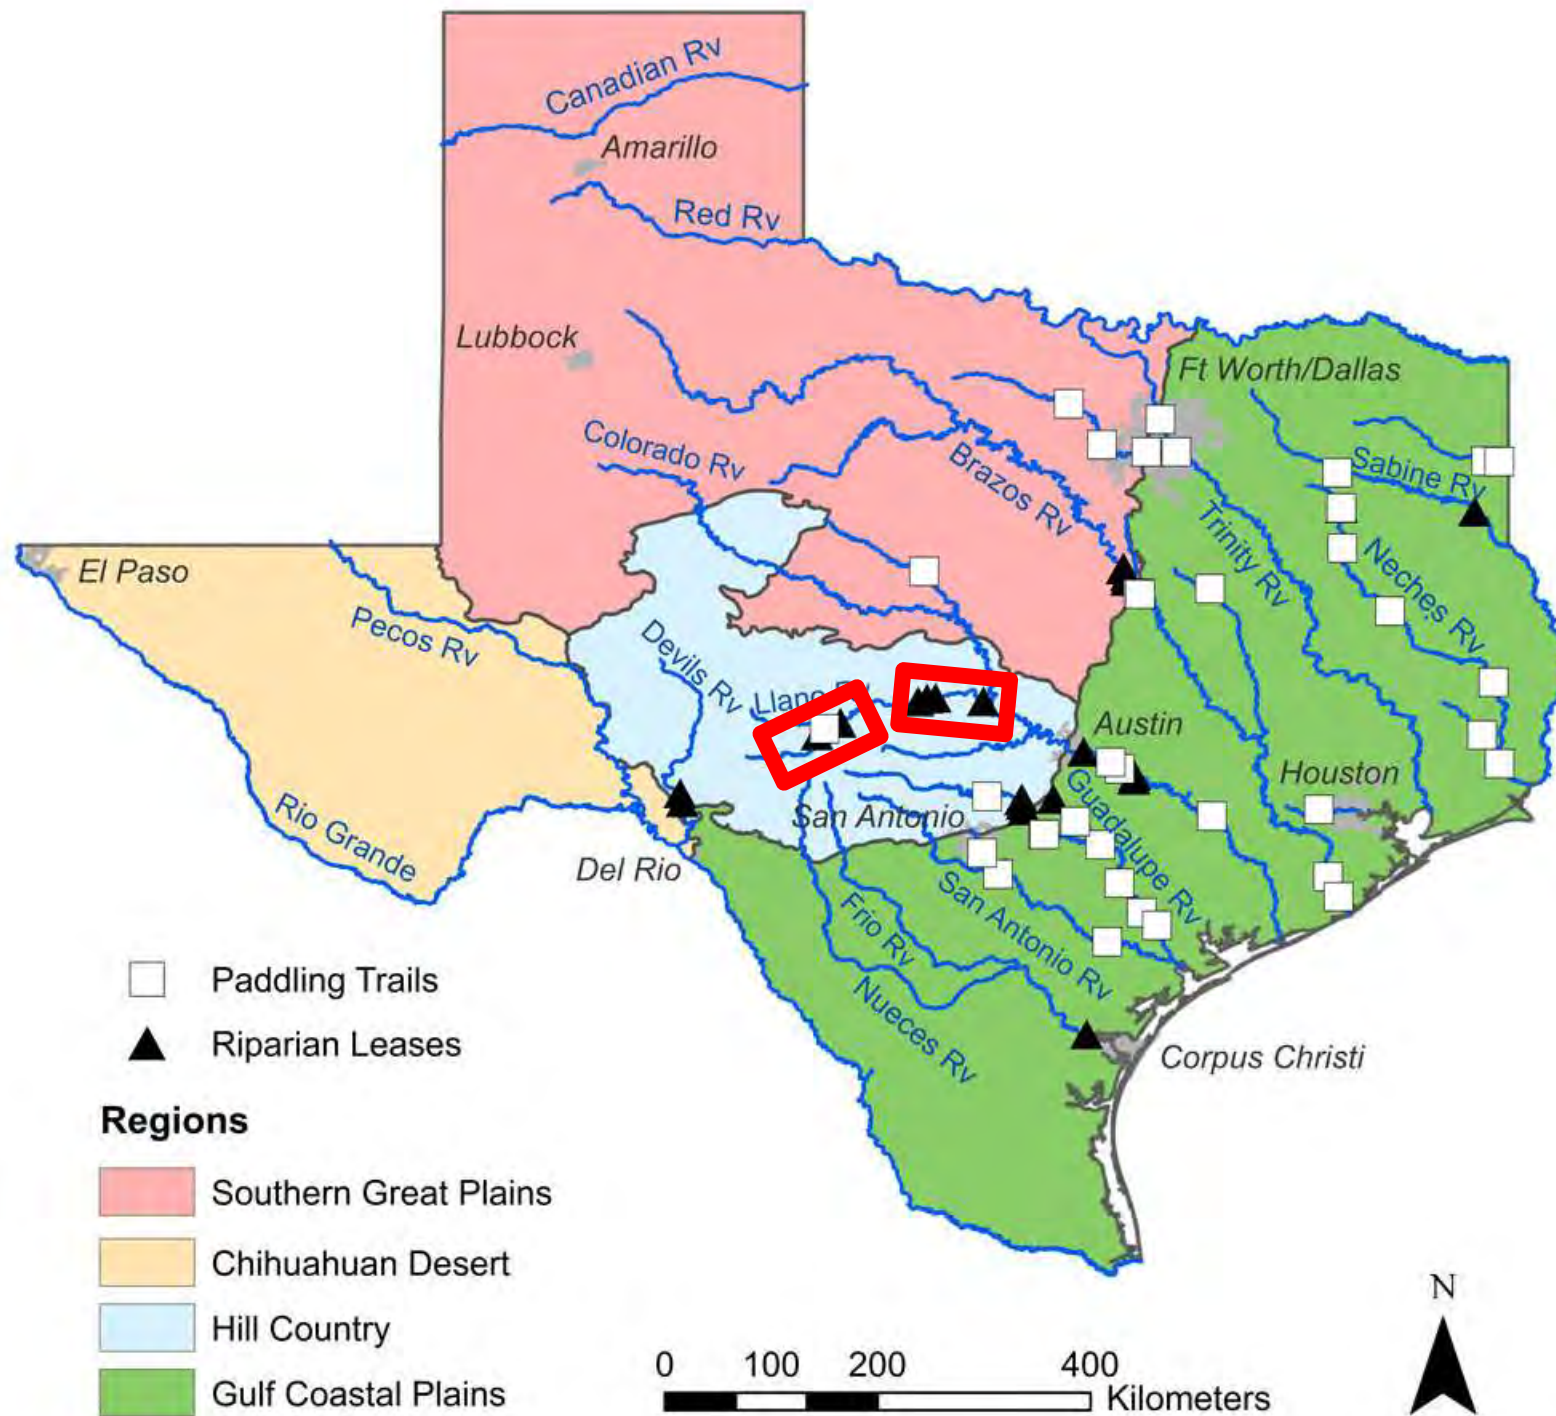 Canadian Rv
Amarillo
Red Rv
Lubbock
Ft Worth/Dallas
Colorado Rv
Brazos Rv
Sabine Rv
Trinity Rv
Neches Rv
El Paso
Pecos Rv
Devils Rv
Llano
Austin
Houston
Guadalupe Rv
San Antonio
Rio Grande
Del Rio
San Antonio Rv
Frio Rv
Nueces Rv
Corpus Christi
Paddling Trails
Riparian Leases
Regions
Southern Great Plains
Chihuahuan Desert
Hill Country
Gulf Coastal Plains
N
0 100 200 400
Kilometers